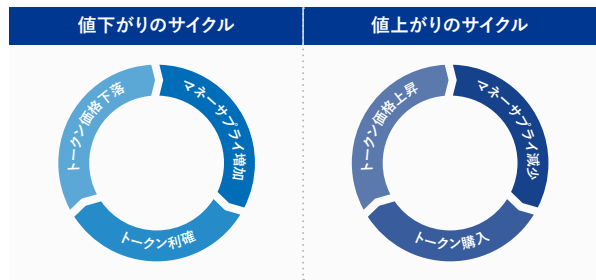 値下がりのサイクル
マネーサプライ増加
トークン利確
トークン価格下落
値上がりのサイクル
マネーサプライ減少
トークン購入
トークン価格上昇